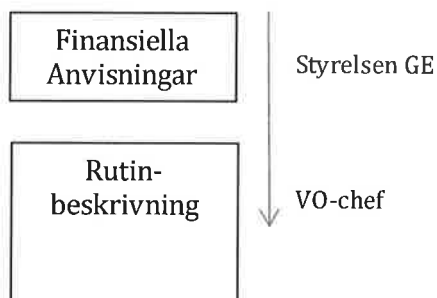 Finansiella
Anvisningar
Styrelsen GE
Rutin-
beskrivning
VO-chef